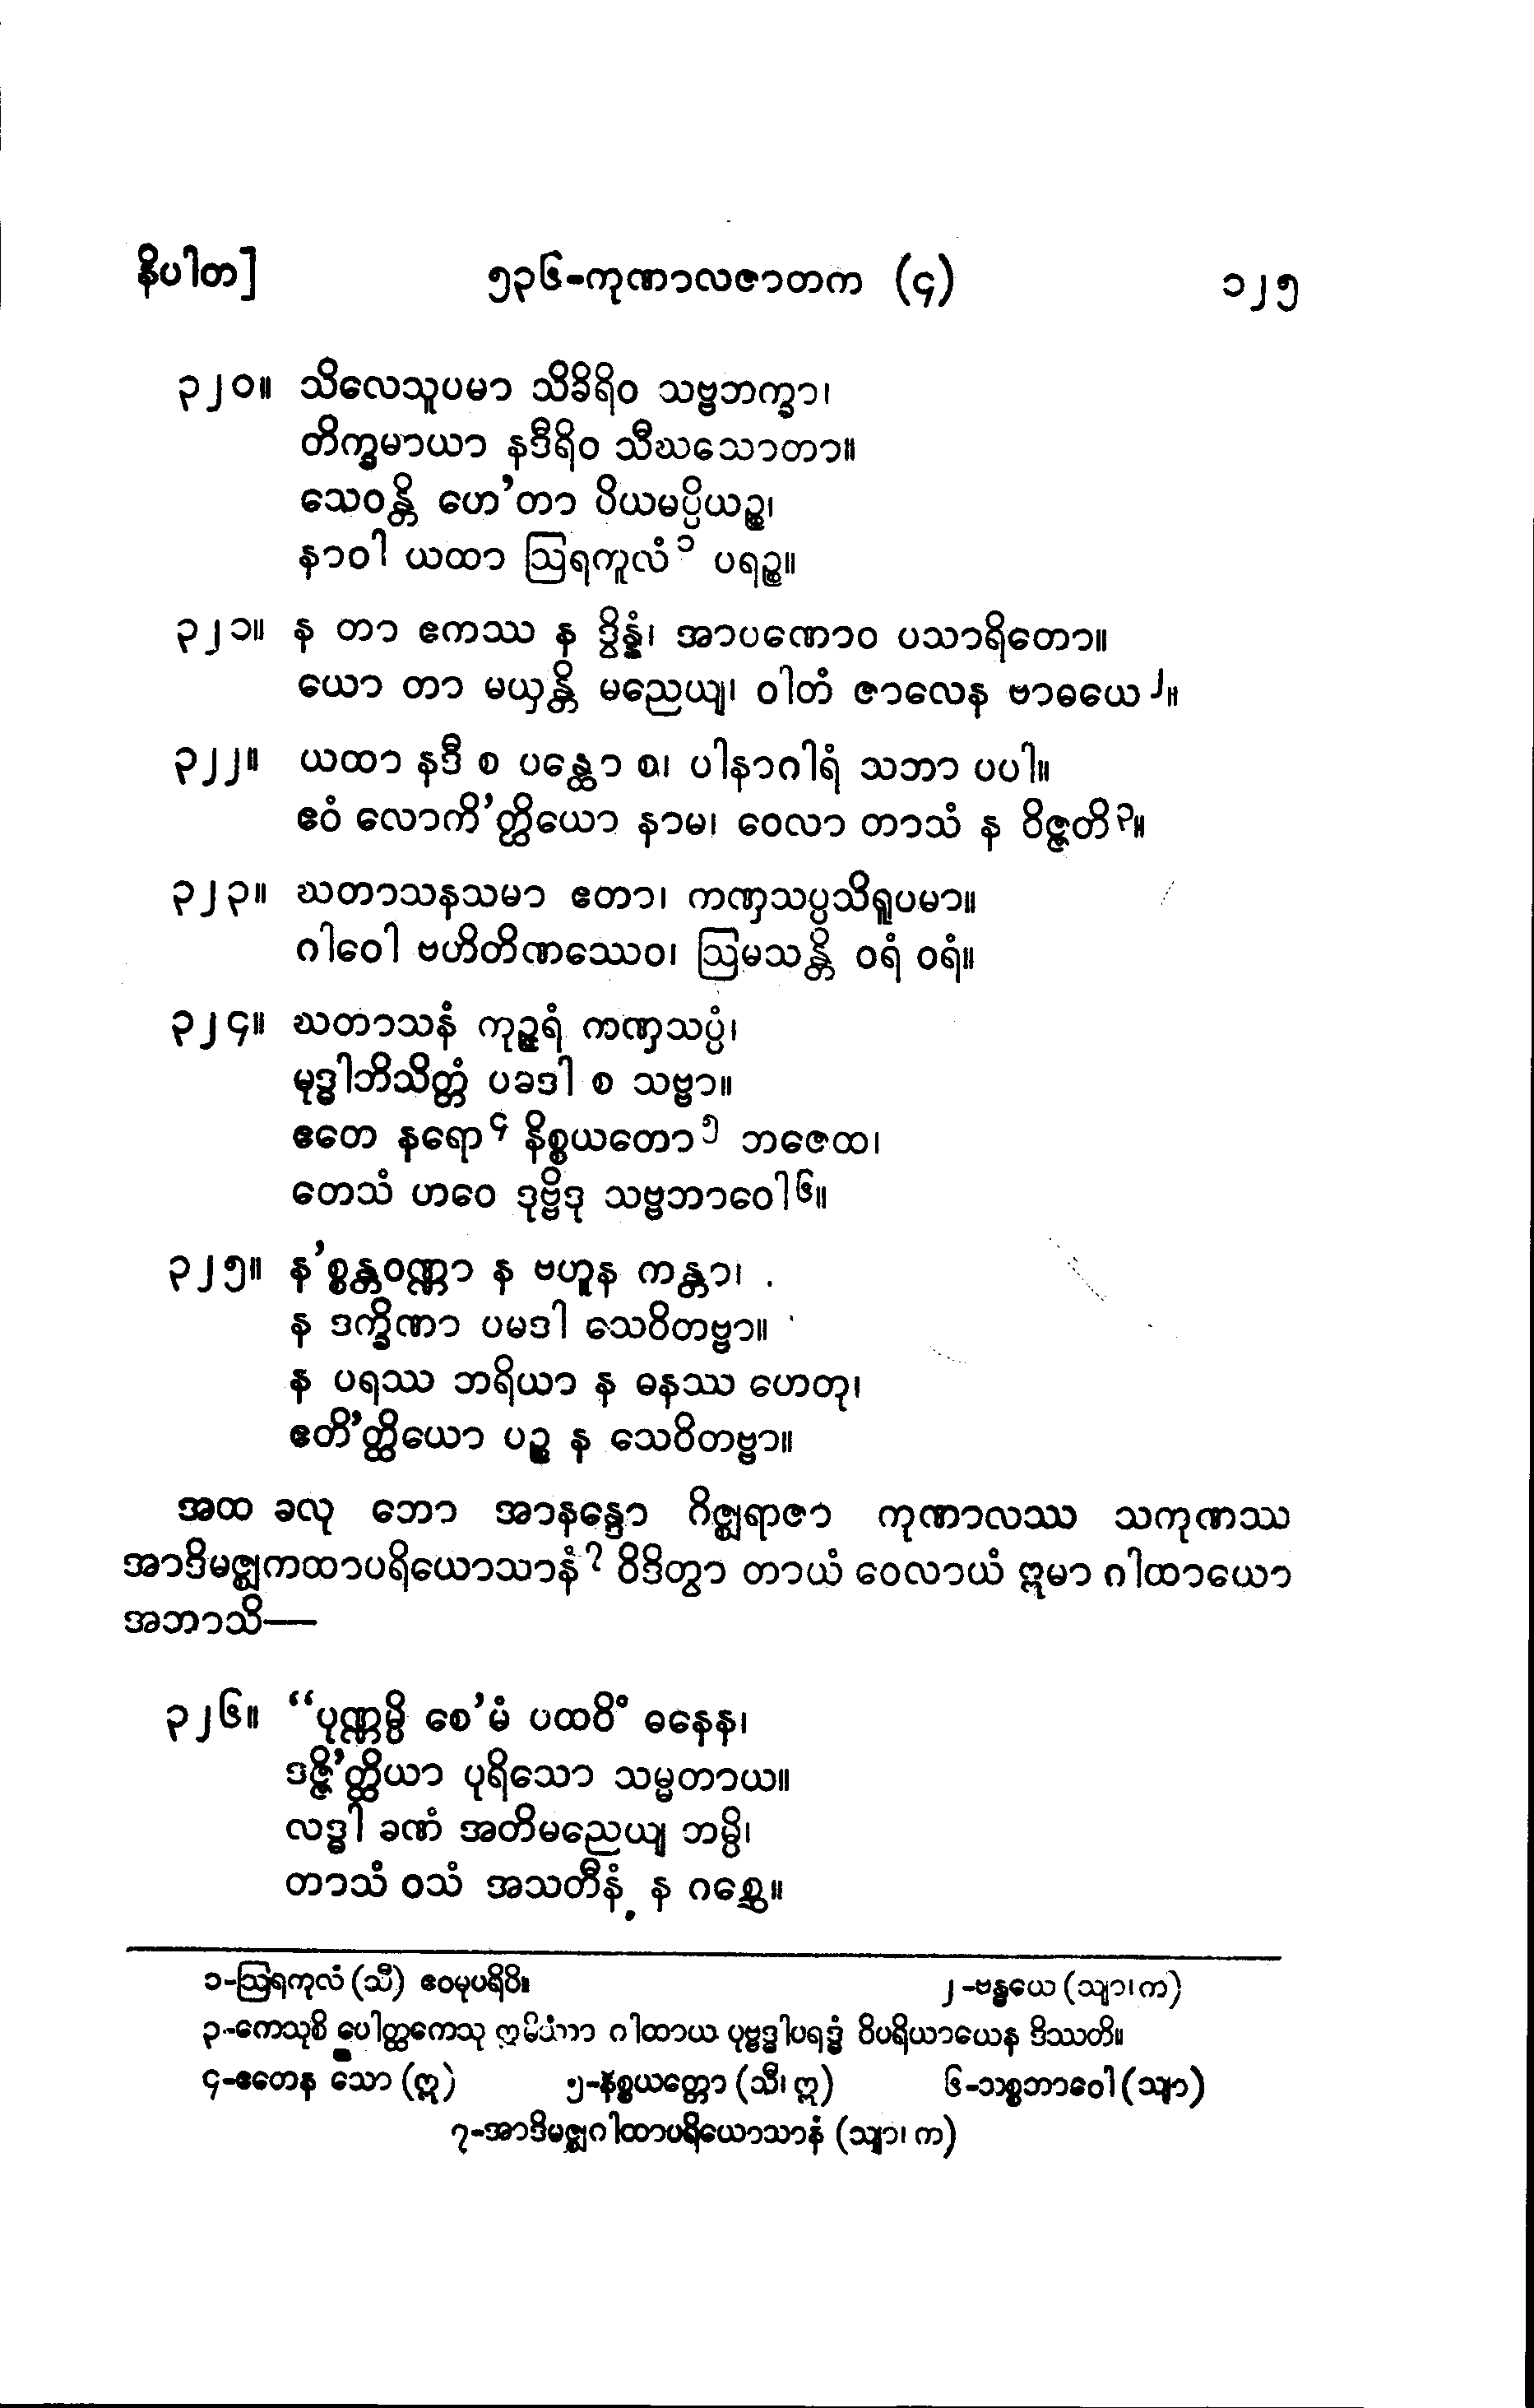 နိပါတ] ၅၃၆-ကုဏာလဇာတက (၄) ၁၂၅
၃၂၀။ သိလေသူပမာ သိခိရိဝ သဗ္ဗဘက္ခာ၊
တိက္ခမာယာ နဒီရိဝ သီဃသောတာ။
သေဝန္တိ ဟေ’တာ ပိယမပ္ပိယဉ္စ၊
နာဝါ ယထာ ဩရကူလံ၁ ပရဉ္စ။
၃၂၁။ န တာ ဧကဿ န ဒွိန္နံ၊ အာပဏောဝ ပသာရိတော။
ယော တာ မယှန္တိ မညေယျ၊ ဝါတံ ဇာလေန ဗာဓယေ၂။
၃၂၂။ ယထာ နဒီ စ ပန္ထော စ၊ ပါနာဂါရံ သဘာ ပပါ။
ဧဝံ လောကိ’တ္ထိယော နာမ၊ ဝေလာ တာသံ န ဝိဇ္ဇတိ၃။
၃၂၃။ ဃတာသနသမာ ဧတာ၊ ကဏှသပ္ပသိရူပမာ။
ဂါဝေါ ဗဟိတိဏဿေဝ၊ ဩမသန္တိ ဝရံ ဝရံ။
၃၂၄။ ဃတာသနံ ကုဉ္ဇရံ ကဏှသပ္ပံ၊
မုဒ္ဓါဘိသိတ္တံ ပခဒါ စ သဗ္ဗာ။
ဧတေ နရော၄ နိစ္စယတော၅ ဘဇေထ၊
တေသံ ဟဝေ ဒုဗ္ဗိဒု သဗ္ဗဘာဝေါ၆။
၃၂၅။ န’စ္စန္တဝဏ္ဏာ န ဗဟူန ကန္တာ၊
န ဒက္ခိဏာ ပမဒါ သေဝိတဗ္ဗာ။
န ပရဿ ဘရိယာ န ဓနဿ ဟေတု၊
ဧတိ’တ္ထိယော ပဉ္စ န သေဝိတဗ္ဗာ။
အထ ခလု ဘော အာနန္ဒော ဂိဇ္ဈရာဇာ ကုဏာလဿ သကုဏဿ
အာဒိမဇ္ဈကထာပရိယောသာနံ၇ ဝိဒိတွာ တာယံ ဝေလာယံ ဣမာ ဂါထာယော
အဘာသိ—
၃၂၆။ “ပုဏ္ဏမ္ပိ စေ’မံ ပထဝိံ ဓနေန၊
ဒဇ္ဇိ’တ္ထိယာ ပုရိသော သမ္မတာယ။
လဒ္ဓါ ခဏံ အတိမညေယျ ဘမ္ပိ၊
တာသံ ဝသံ အသတီနံ န ဂစ္ဆေ။
၁-ဩရကုလံ (သီ) ဧဝမုပရိပိ။ ၂-ဗန္ဓယေ (သျာ၊ က)
၃-ကေသုစိ ပေါတ္ထကေသု ဣမိဿာ ဂါထာယ ပုဗ္ဗဒ္ဓါပရဒ္ဓံ ဝိပရိယာယေန ဒိဿတိ။
၄-ဧတေန သော (ဣ) ၅-နိစ္စယတ္တော (သီ၊ ဣ) ၆-သစ္စဘာဝေါ (သျာ)
၇-အာဒိမဇ္ဈဂါထာပရိယောသာနံ (သျာ၊ က)